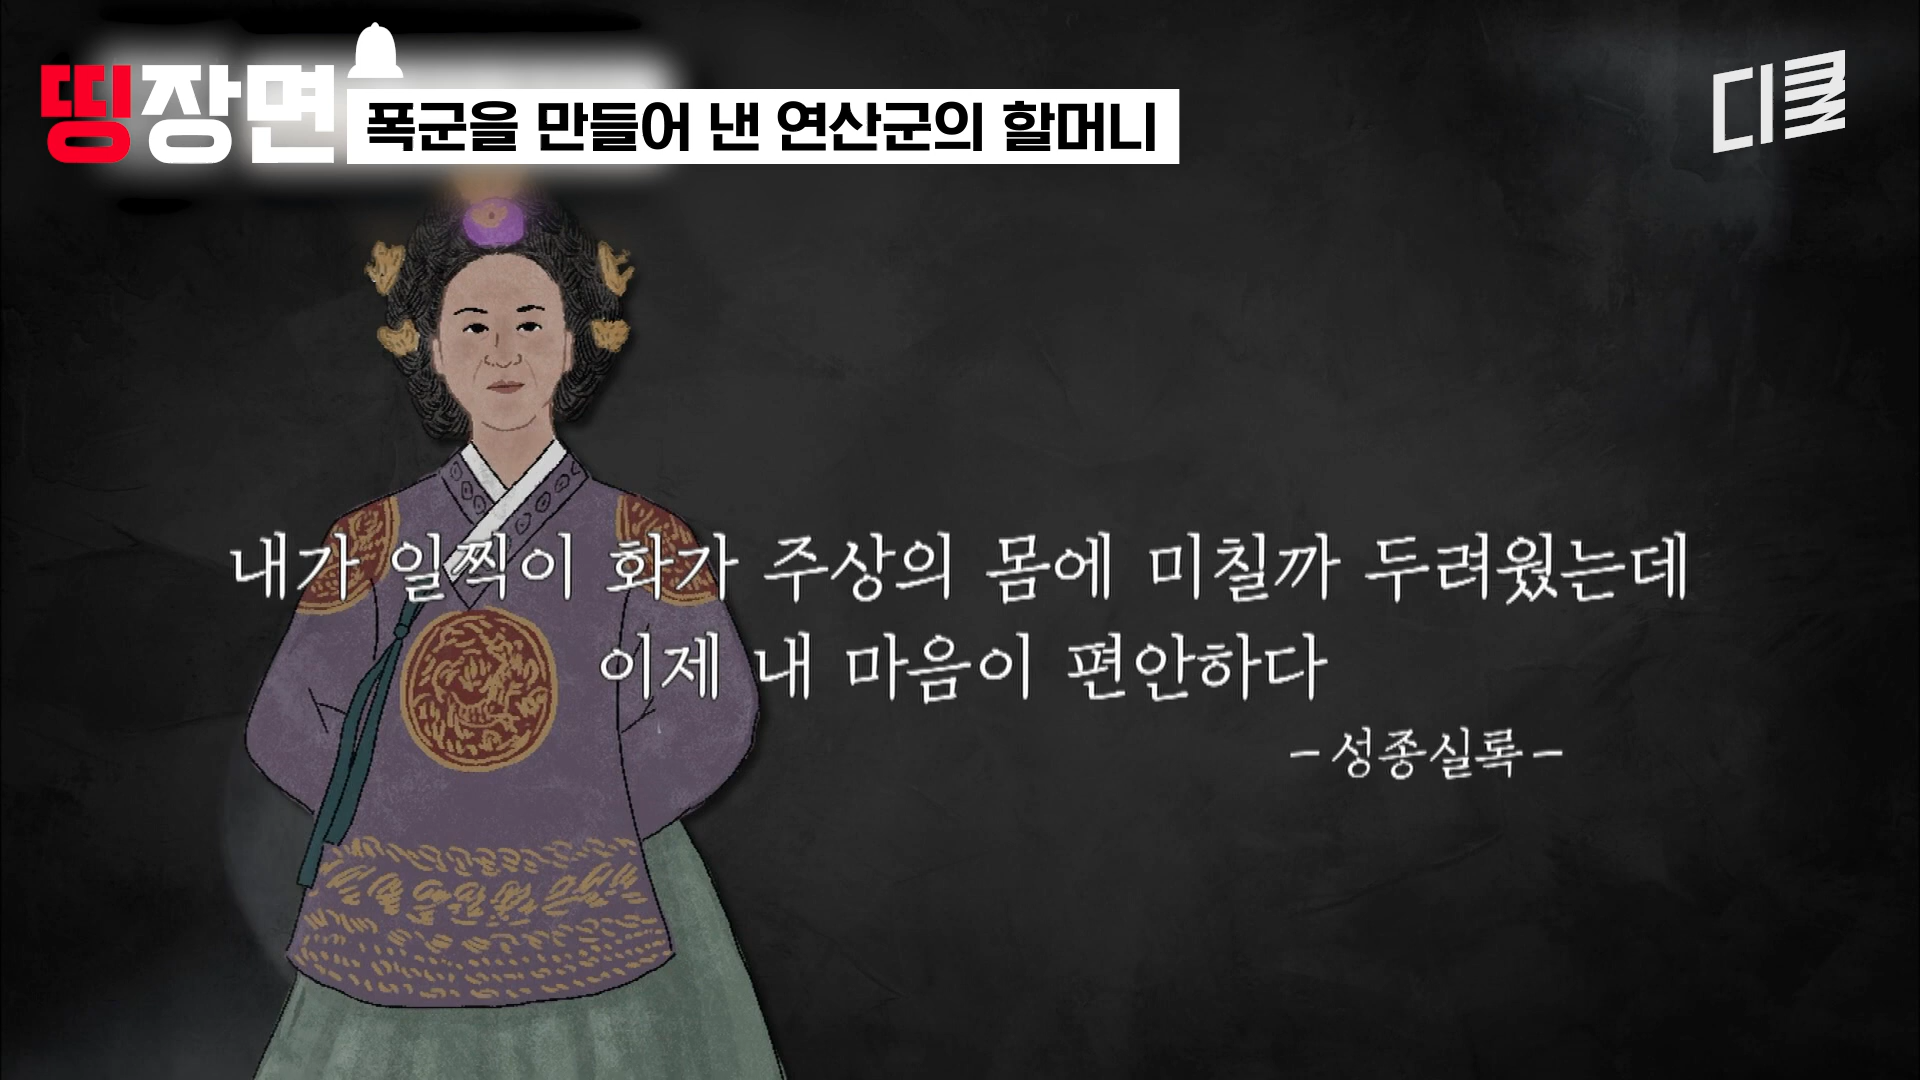 띵장면
폭군을 만들어 낸 연산군의 할머니
디클
내가 일찍이 화가 주상의 몸에 미칠까 두려웠는데
이제 내 마음이 편안하다
-성종실록-